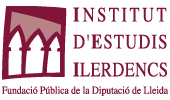 INSTITUT
D'ESTUDIS
ILERDENCS
Fundació Pública de la Diputació de Lleida